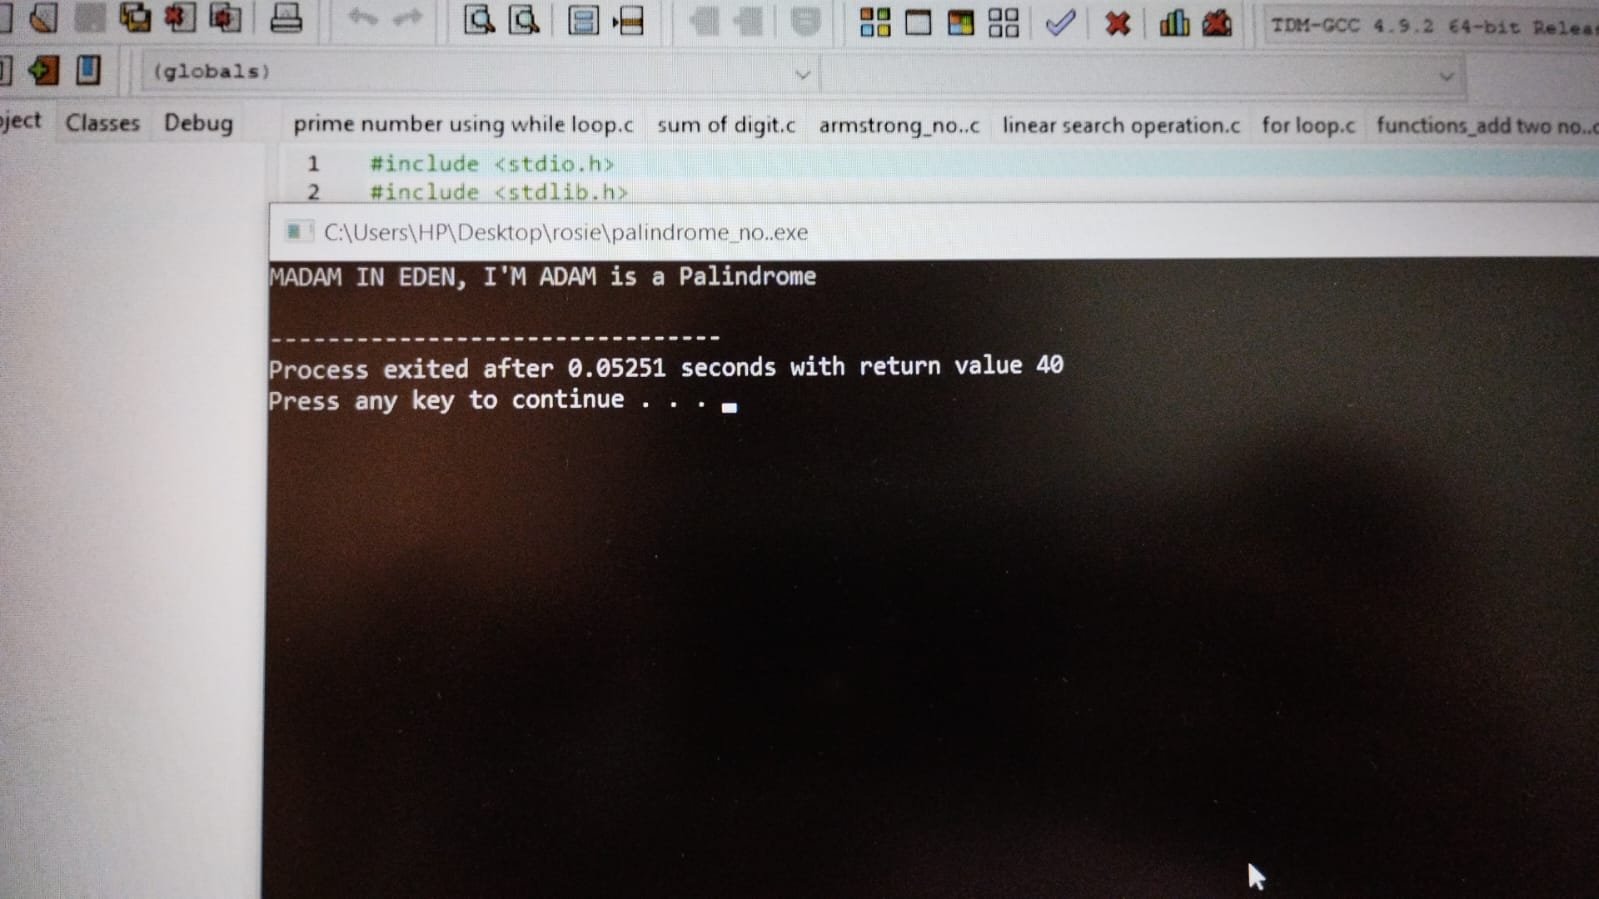 TDM-GCC 4.9.2 64-bit
(globals)
Classes Debug
prime number using while loop.c sum of digit.c armstrong_no..c linear search operation.c for loop.c functions_add two no..c
1 #include <stdio.h>
2 #include <stdlib.h>
C:\Users\HP\Desktop\rosie\palindrome_no..exe
MADAM IN EDEN, I'M ADAM is a Palindrome
--------------------------------
Process exited after 0.05251 seconds with return value 40
Press any key to continue . . .